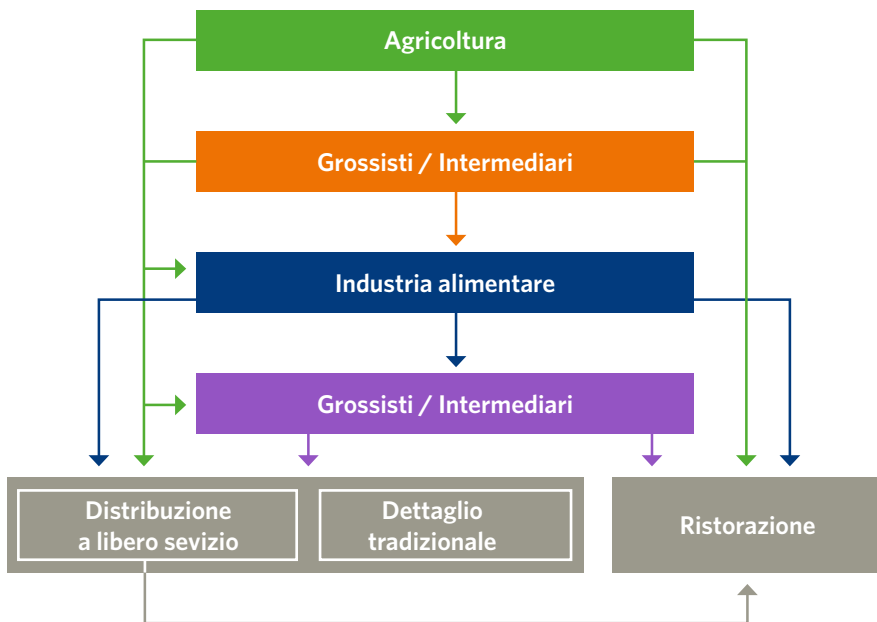 Agricoltura
Grossisti / Intermediari
Industria alimentare
Grossisti / Intermediari
Distribuzione
a libero sevizio
Dettaglio
tradizionale
Ristorazione